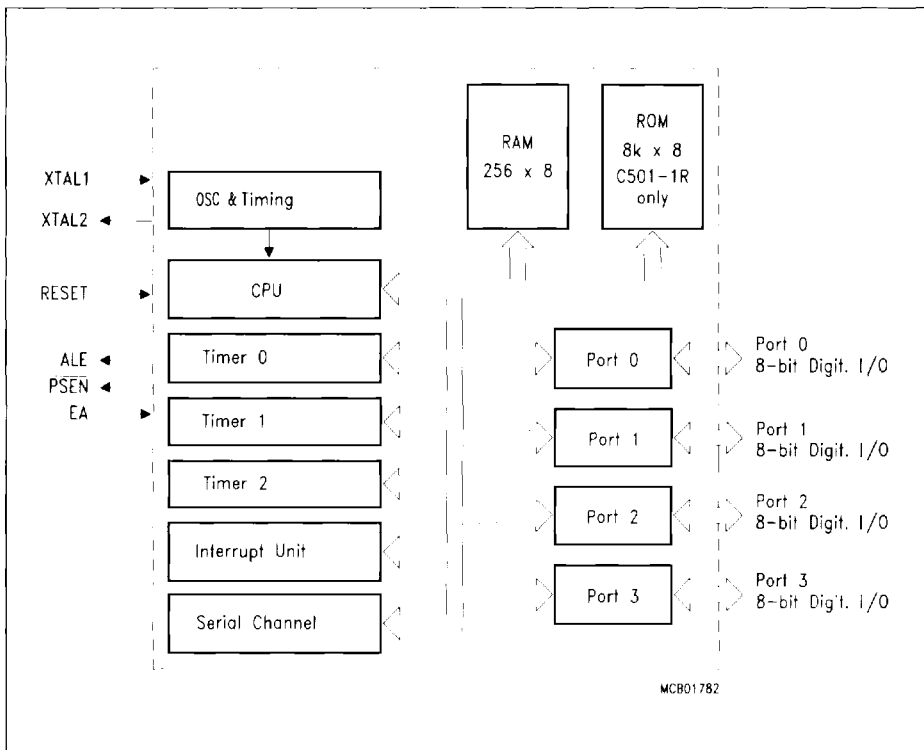 RAM
256 x 8
ROM
8k x 8
C501-1R
only
XTAL1
XTAL2
OSC & Timing
RESET
CPU
ALE
PSEN
EA
Timer 0
Timer 1
Timer 2
Interrupt Unit
Serial Channel
Port 0
Port 0
8-bit Digit. I/O
Port 1
Port 1
8-bit Digit. I/O
Port 2
Port 2
8-bit Digit. I/O
Port 3
Port 3
8-bit Digit. I/O
MCB01782